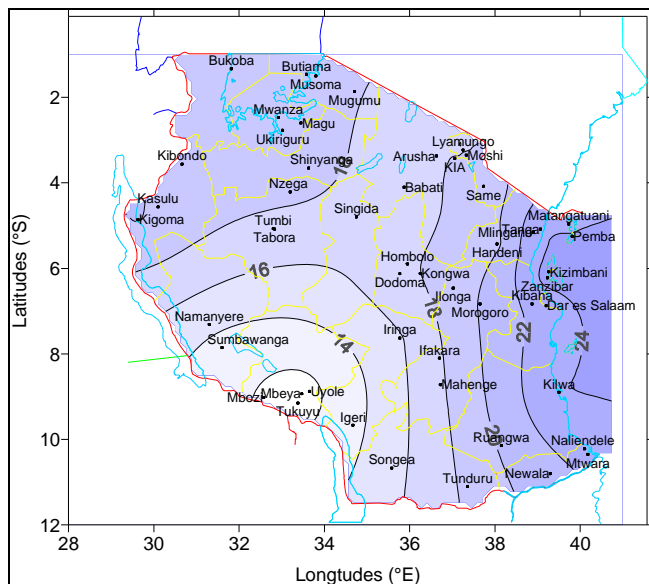 Bukoba
Butiama
Musoma
Mugumu
Mwanza
Magu
Ukiriguru
Lyamungo
Kibondo
Shinyanga
Arusha
Moshi
KIA
18
Nzega
Babati
Same
Kasulu
Kigoma
Singida
Matangatuani
Tumbi
Tabora
Mlingano
Tanga
Pemba
Handeni
Hombolo
16
Dodoma
Kongwa
Kizimbani
Zanzibar
Ilonga
18
Kibaha
Dar es Salaam
Morogoro
Namanyere
Iringa
22
Sumbawanga
14
Ifakara
24
Mbozi
Mbeya
Uyole
Mahenge
Kilwa
Tukuyu
Igeri
20
Ruangwa
Naliendele
Songea
Mtwara
Tunduru
Newala
2
4
6
8
10
12
Latitudes (°S)
28
30
32
34
36
38
40
Longtudes (°E)